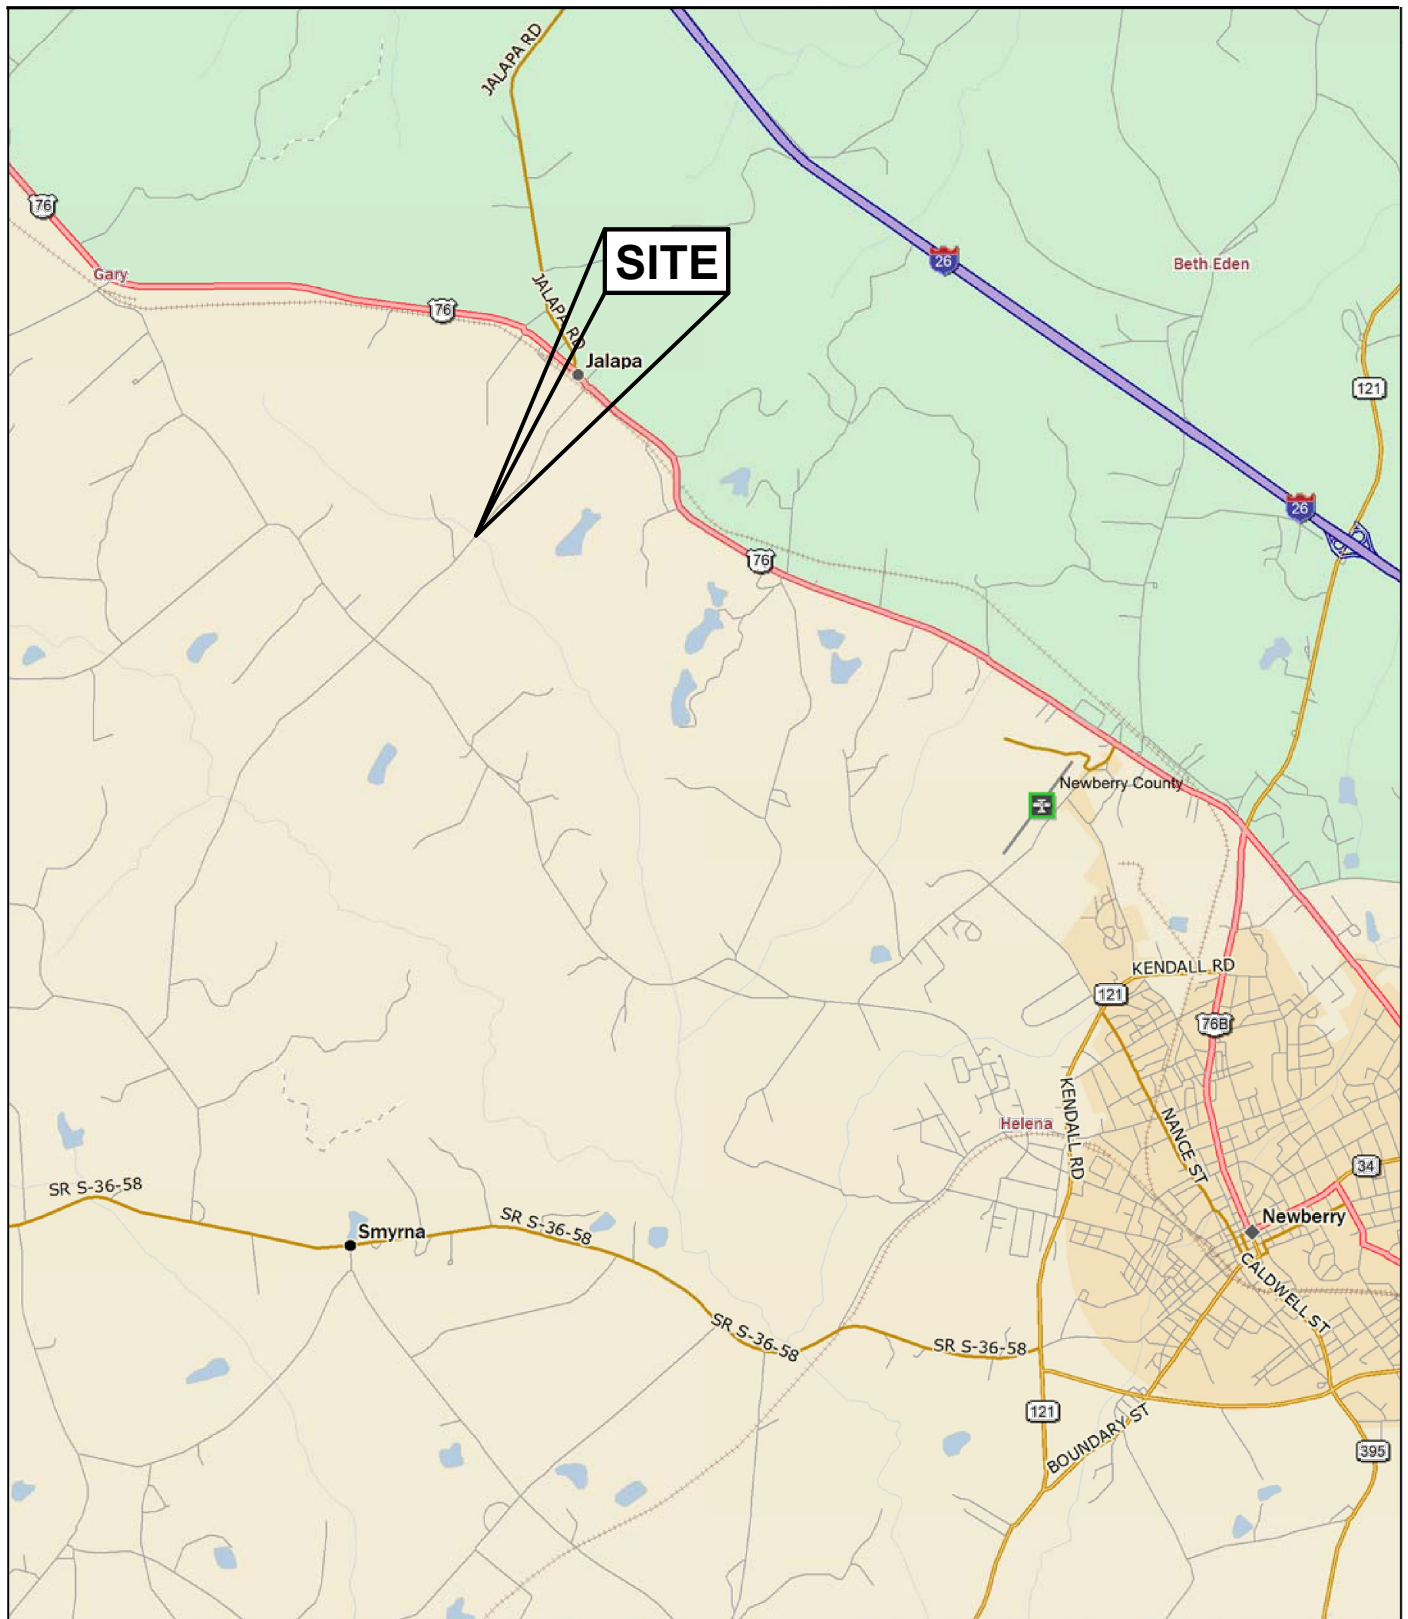 JALAPA RD
76
SITE
26
Beth Eden
Gary
76
JALAPA RD
Jalapa
121
26
76
Newberry County
KENDALL RD
121
76B
KENDALL RD
Helena
NANCE ST
34
SR S-36-58
SR S-36-58
Smyrna
Newberry
CALDWELL ST
SR S-36-58
SR S-36-58
121
BOUNDARY ST
395